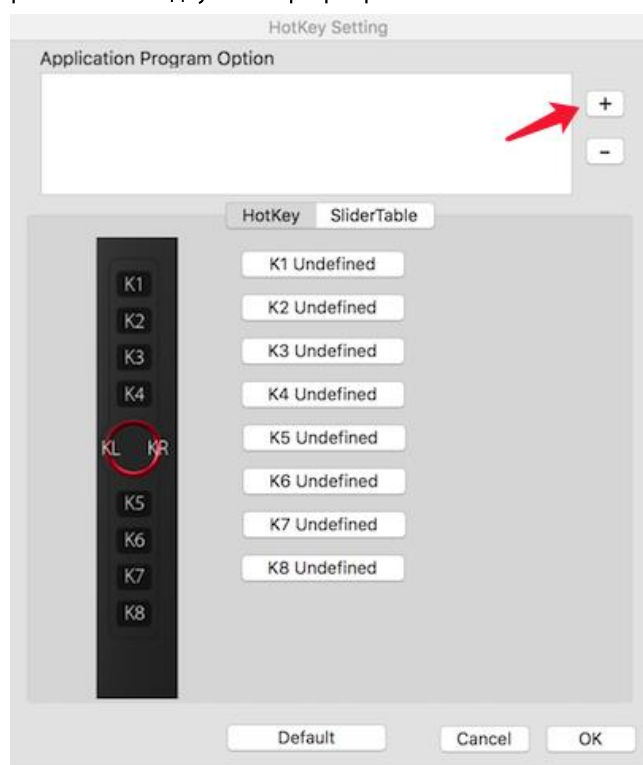 HotKey Setting
Application Program Option
+
-
HotKey SliderTable
K1 K1 Undefined
K2 K2 Undefined
K3 K3 Undefined
K4 K4 Undefined
KL KR K5 Undefined
K6 Undefined
K5 K7 Undefined
K6 K8 Undefined
K7
K8
Default Cancel OK